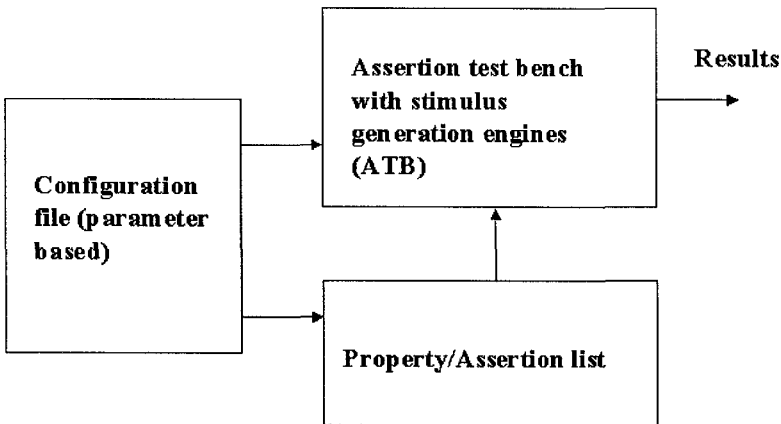 Configuration
file (parameter
based)
Assertion test bench
with stimulus
generation engines
(ATB)
Results
Property/Assertion list